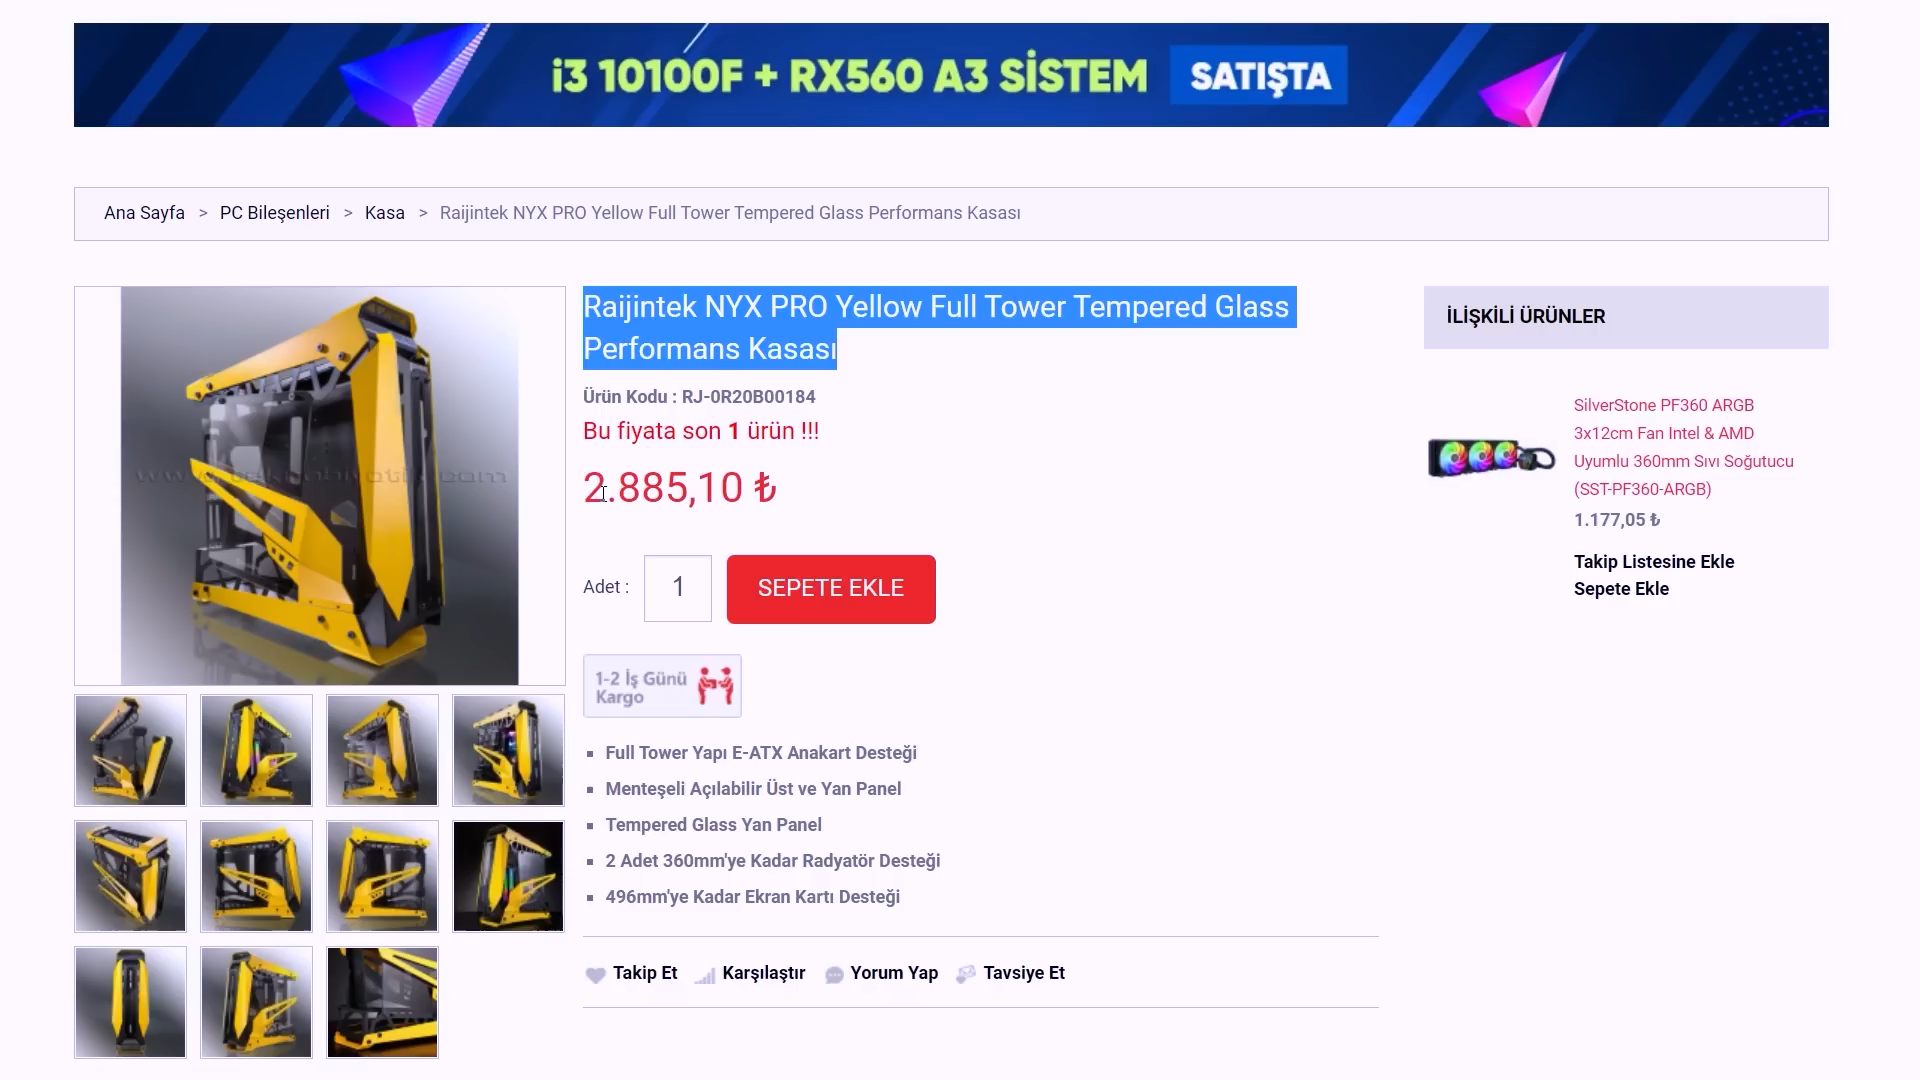 i3 10100F + RX560 A3 SİSTEM SATIŞTA
Ana Sayfa > PC Bileşenleri > Kasa > Raijintek NYX PRO Yellow Full Tower Tempered Glass Performans Kasası
Raijintek NYX PRO Yellow Full Tower Tempered Glass
Performans Kasası
Ürün Kodu : RJ-0R20B00184
Bu fiyata son 1 ürün !!!
2.885,10 ₺
Adet : 1 SEPETE EKLE
1-2 İş Günü
Kargo
Full Tower Yapı E-ATX Anakart Desteği
Menteşeli Açılabilir Üst ve Yan Panel
Tempered Glass Yan Panel
2 Adet 360mm'ye Kadar Radyatör Desteği
496mm'ye Kadar Ekran Kartı Desteği
Takip Et Karşılaştır Yorum Yap Tavsiye Et
İLİŞKİLİ ÜRÜNLER
SilverStone PF360 ARGB
3x12cm Fan Intel & AMD
Uyumlu 360mm Sıvı Soğutucu
(SST-PF360-ARGB)
1.177,05 ₺
Takip Listesine Ekle
Sepete Ekle